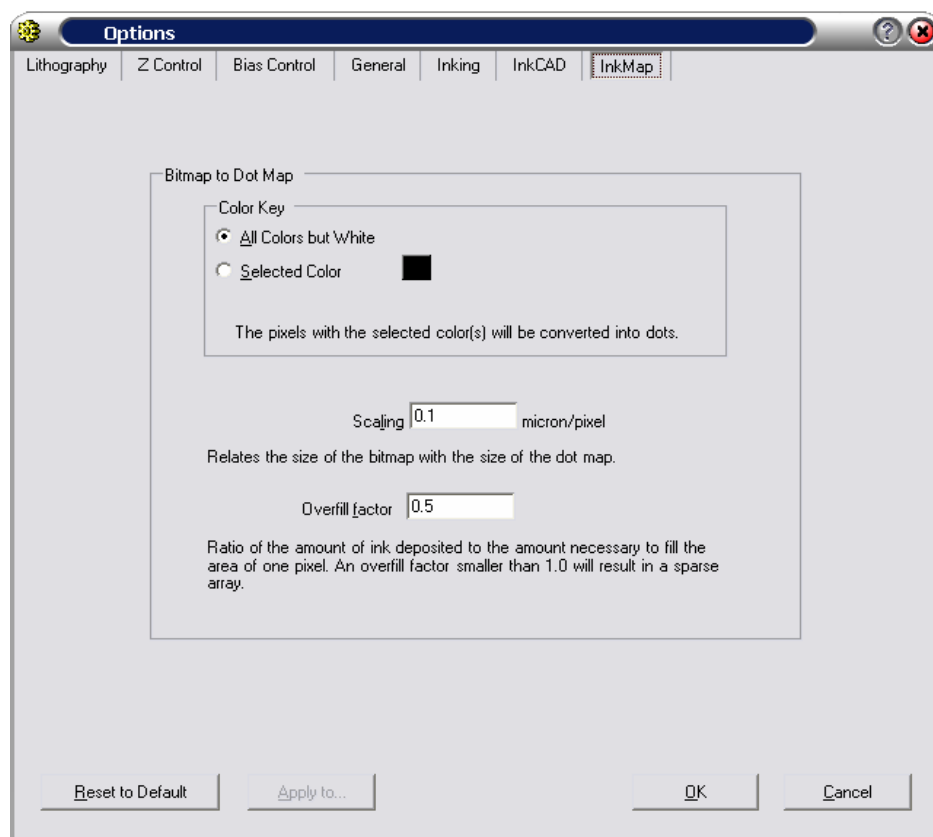 Options
Lithography Z Control Bias Control General Inking InkCAD InkMap
Bitmap to Dot Map
Color Key
All Colors but White
Selected Color
The pixels with the selected color(s) will be converted into dots.
Scaling 0.1 micron/pixel
Relates the size of the bitmap with the size of the dot map.
Overfill factor 0.5
Ratio of the amount of ink deposited to the amount necessary to fill the
area of one pixel. An overfill factor smaller than 1.0 will result in a sparse
array.
Reset to Default Apply to... OK Cancel